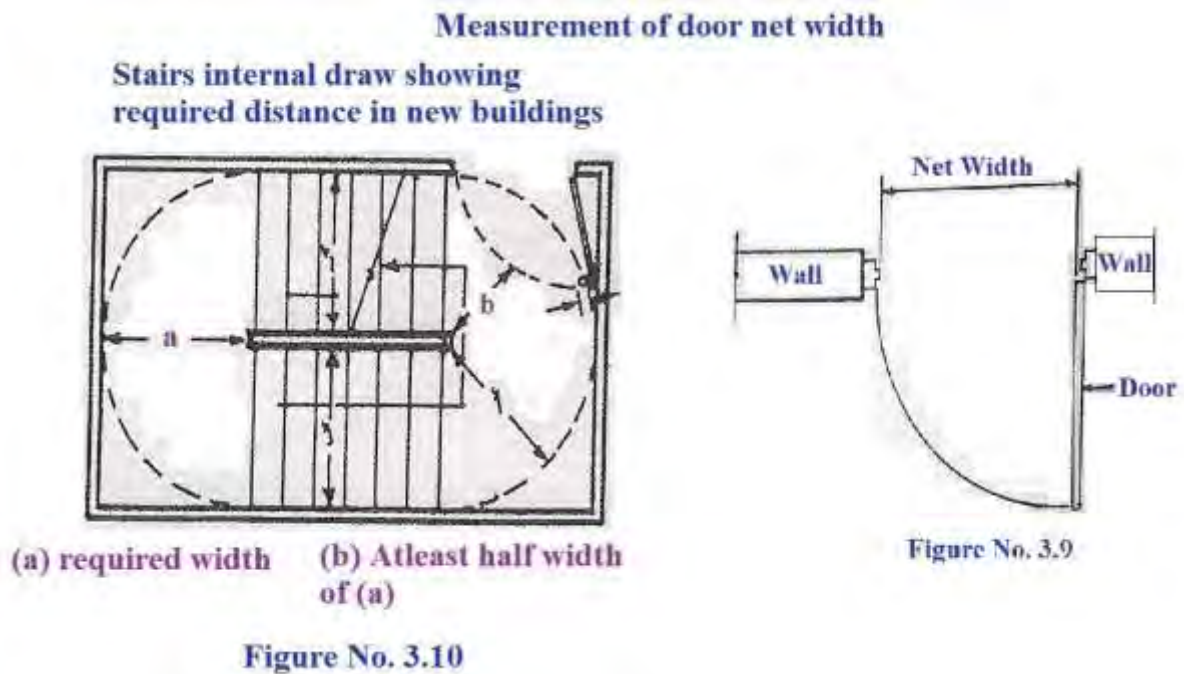 Measurement of door net width
Stairs internal draw showing
required distance in new buildings
a
b
(a) required width
(b) Atleast half width
of (a)
Figure No. 3.10
Net Width
Wall
Wall
Door
Figure No. 3.9